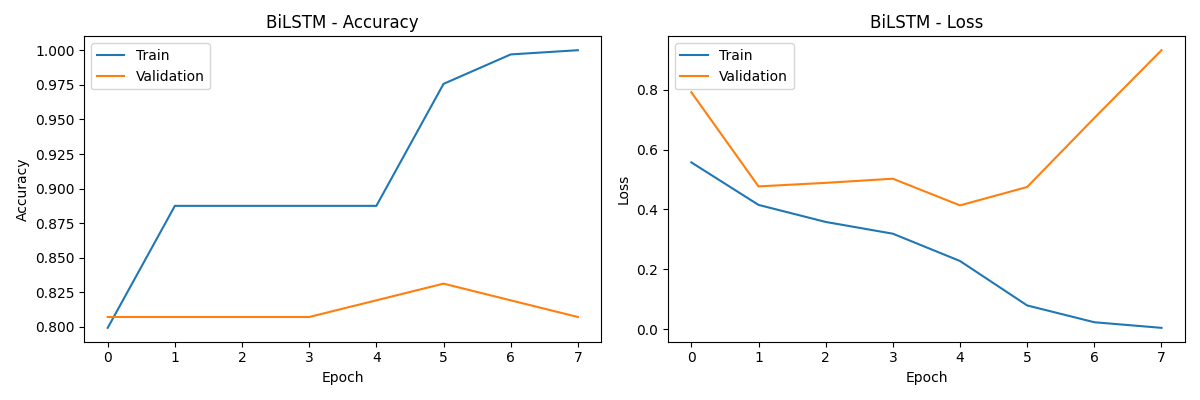 BiLSTM - Accuracy
Train
Validation
1.000
0.975
0.950
0.925
0.900
0.875
0.850
0.825
0.800
Accuracy
0 1 2 3 4 5 6 7
Epoch
BiLSTM - Loss
Train
Validation
0.8
0.6
0.4
0.2
0.0
Loss
0 1 2 3 4 5 6 7
Epoch